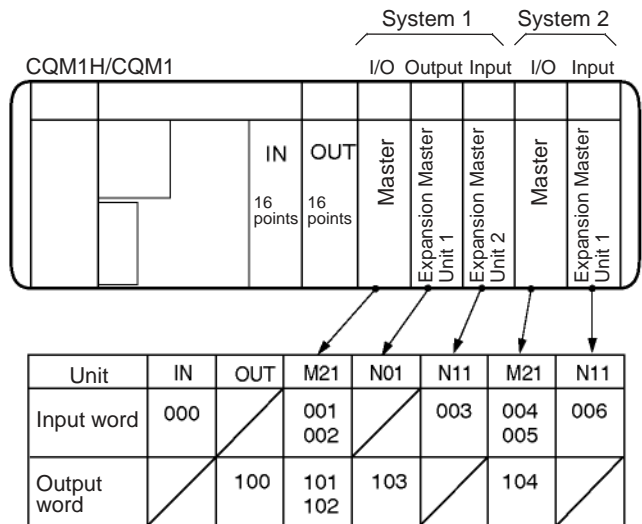 System 1 System 2
CQM1H/CQM1 I/O Output Input I/O Input
IN OUT
16 points 16 points
Master
Expansion Master Unit 1
Expansion Master Unit 2
Master
Expansion Master Unit 1
Unit IN OUT M21 N01 N11 M21 N11
Input word 000 001 003 004 006
002 005
Output word 100 101 103 104
102